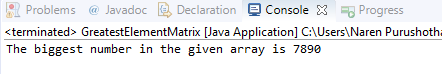 Problems @ Javadoc Declaration Console Progress
<terminated> GreatestElementMatrix [Java Application] C:\Users\Naren Purushotha
The biggest number in the given array is 7890